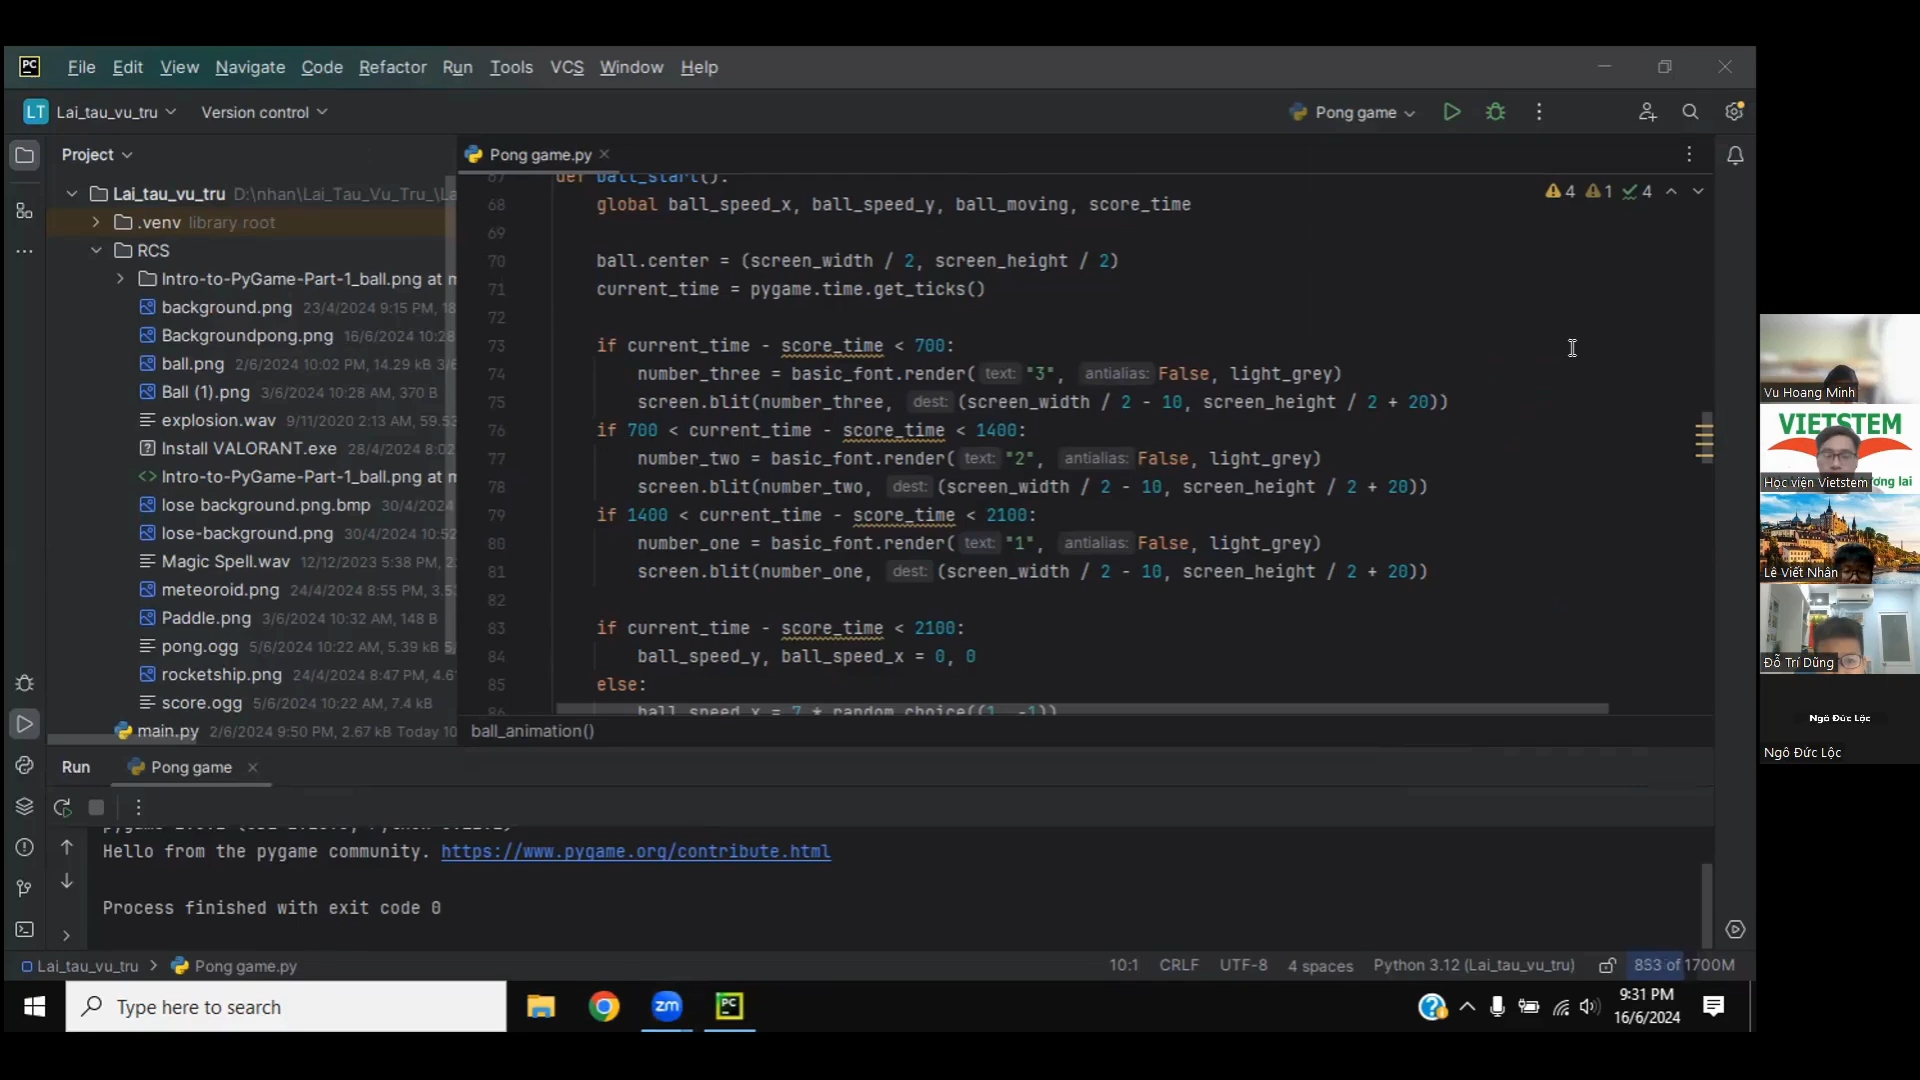 PC File Edit View Navigate Code Refactor Run Tools VCS Window Help
LT Lai_tau_vu_tru Version control Pong game
Project
Pong game.py
Lai_tau_vu_tru D:\nhan\Lai_Tau_Vu_Tru_\La
.venv library root
RCS
Intro-to-PyGame-Part-1_ball.png at m
background.png 23/4/2024 9:15 PM, 18
Backgroundpong.png 16/6/2024 10:28
ball.png 2/6/2024 10:02 PM, 14.29 kB 3/6
Ball (1).png 3/6/2024 10:28 AM, 370 B
explosion.wav 9/11/2020 2:13 AM, 59.53
Install VALORANT.exe 28/4/2024 8:02
Intro-to-PyGame-Part-1_ball.png at m
lose background.png.bmp 30/4/2024
lose-background.png 30/4/2024 10:52
Magic Spell.wav 12/12/2023 5:38 PM, 2
meteoroid.png 24/4/2024 8:55 PM, 3.5
Paddle.png 3/6/2024 10:32 AM, 148 B
pong.ogg 5/6/2024 10:22 AM, 5.39 kB 5/
rocketship.png 24/4/2024 8:47 PM, 4.6
score.ogg 5/6/2024 10:22 AM, 7.4 kB
main.py 2/6/2024 9:50 PM, 2.67 kB Today 10
def ball_start():
4 1 4
68 global ball_speed_x, ball_speed_y, ball_moving, score_time
69
70 ball.center = (screen_width / 2, screen_height / 2)
71 current_time = pygame.time.get_ticks()
72
73 if current_time - score_time < 700:
74 number_three = basic_font.render( text: "3", antialias: False, light_grey)
75 screen.blit(number_three, dest: (screen_width / 2 - 10, screen_height / 2 + 20))
76 if 700 < current_time - score_time < 1400:
77 number_two = basic_font.render( text: "2", antialias: False, light_grey)
78 screen.blit(number_two, dest: (screen_width / 2 - 10, screen_height / 2 + 20))
79 if 1400 < current_time - score_time < 2100:
80 number_one = basic_font.render( text: "1", antialias: False, light_grey)
81 screen.blit(number_one, dest: (screen_width / 2 - 10, screen_height / 2 + 20))
82
83 if current_time - score_time < 2100:
84 ball_speed_y, ball_speed_x = 0, 0
85 else:
86 ball_speed_x = 7 * random.choice((1, -1))
ball_animation()
Run Pong game
Hello from the pygame community. https://www.pygame.org/contribute.html
Process finished with exit code 0
Lai_tau_vu_tru > Pong game.py
10:1 CRLF UTF-8 4 spaces Python 3.12 (Lai_tau_vu_tru) 853 of 1700M
Type here to search
zm
PC
9:31 PM
16/6/2024
Vu Hoang Minh
VIETSTEM
Học viện Vietstem
ơng lai
Lê Viết Nhân
Đỗ Trí Dũng
Ngô Đức Lộc
Ngô Đức Lộc